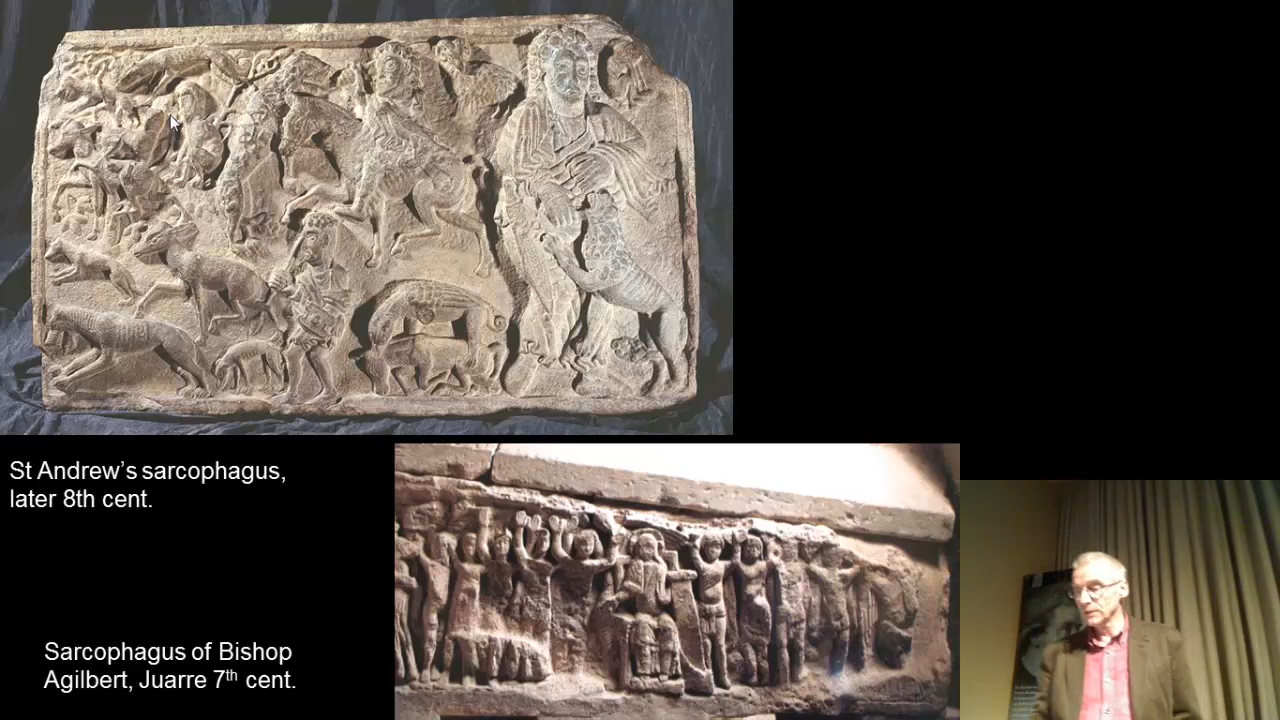 St Andrew's sarcophagus,
later 8th cent.
Sarcophagus of Bishop
Agilbert, Juarre 7th cent.